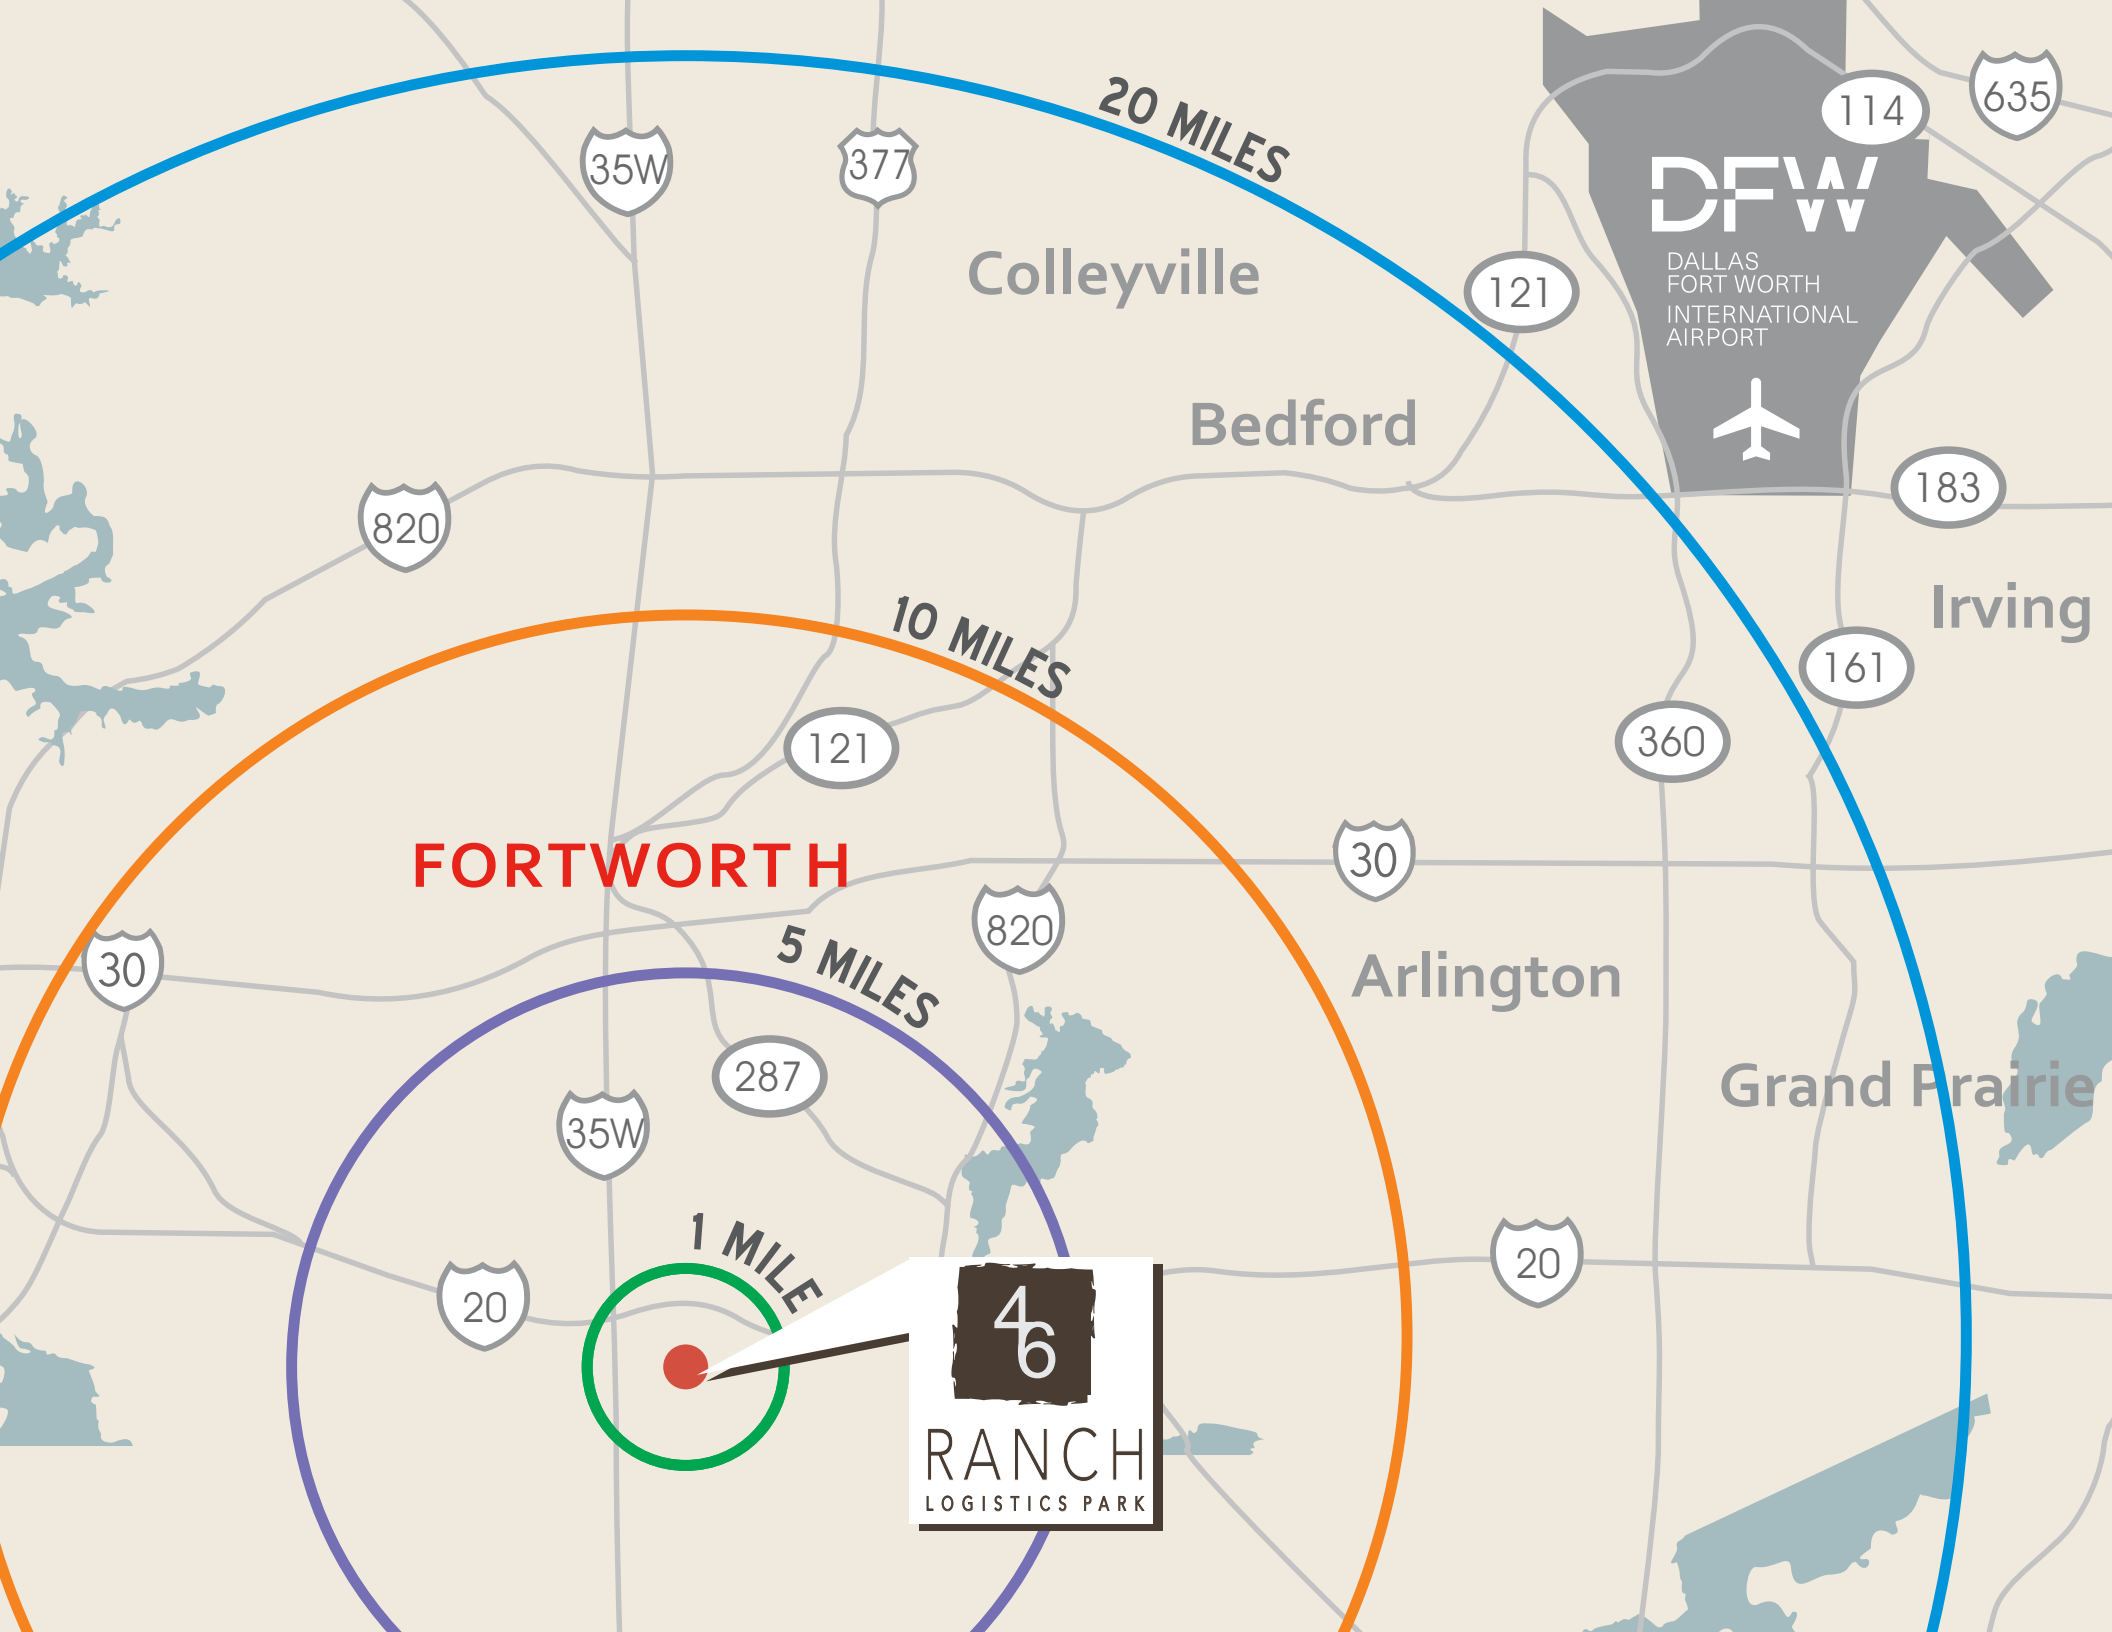 20 MILES
635
114
35W
377
DFW
DALLAS
FORT WORTH
INTERNATIONAL
AIRPORT
Colleyville
121
Bedford
183
820
Irving
10 MILES
161
360
121
FORTWORTH
30
820
5 MILES
30
Arlington
287
Grand Prairie
35W
1 MILE
20
20
46
RANCH
LOGISTICS PARK